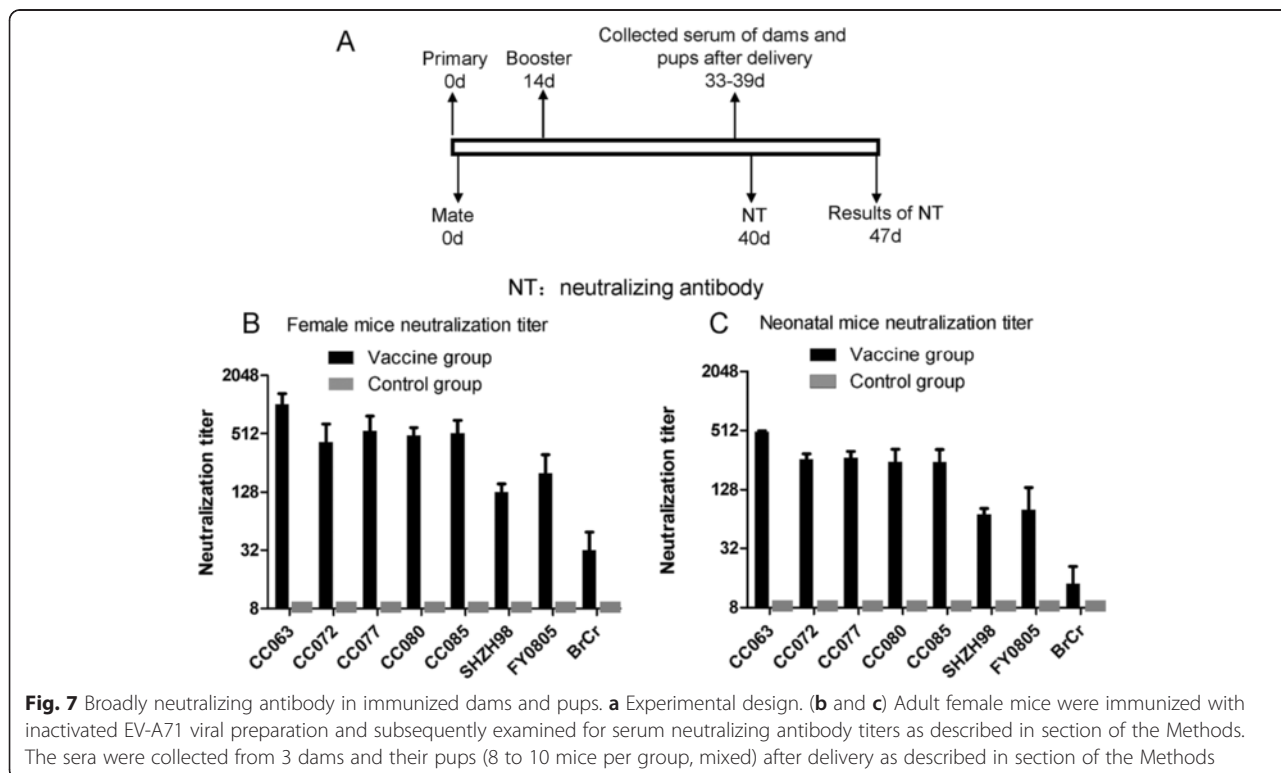 A
Primary
0d
Booster
14d
Collected serum of dams and
pups after delivery
33-39d
Mate
0d
NT
40d
Results of NT
47d
NT: neutralizing antibody
B
Female mice neutralization titer
Vaccine group
Control group
Neutralization titer
2048
512
128
32
8
CC063
CC072
CC077
CC080
CC085
SHZH98
FY0805
BrCr
C
Neonatal mice neutralization titer
Vaccine group
Control group
Neutralization titer
2048
512
128
32
8
CC063
CC072
CC077
CC080
CC085
SHZH98
FY0805
BrCr
Fig. 7 Broadly neutralizing antibody in immunized dams and pups. a Experimental design. (b and c) Adult female mice were immunized with
inactivated EV-A71 viral preparation and subsequently examined for serum neutralizing antibody titers as described in section of the Methods.
The sera were collected from 3 dams and their pups (8 to 10 mice per group, mixed) after delivery as described in section of the Methods